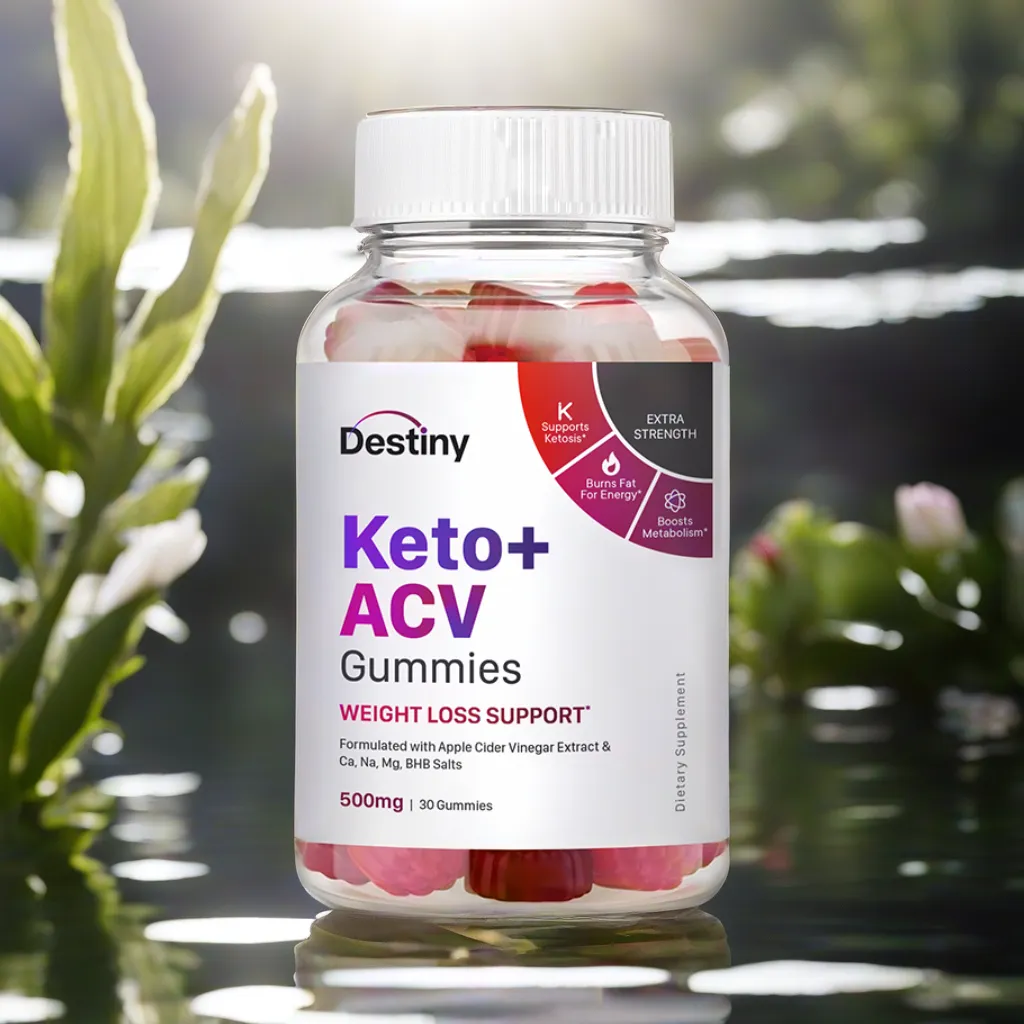 Destiny
K
Supports
Ketosis*
EXTRA
STRENGTH
Burns Fat
For Energy*
Boosts
Metabolism*
Keto+
ACV
Gummies
WEIGHT LOSS SUPPORT*
Formulated with Apple Cider Vinegar Extract &
Ca, Na, Mg, BHB Salts
500mg | 30 Gummies
Dietary Supplement